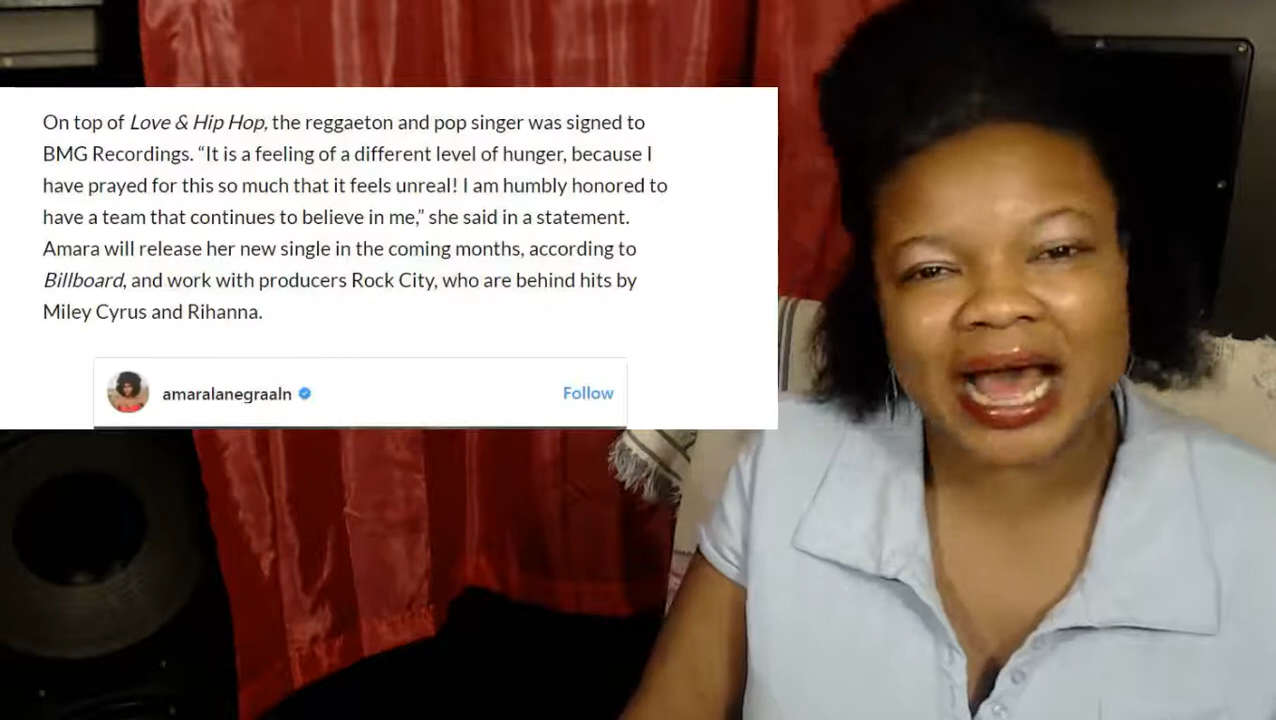 On top of Love & Hip Hop, the reggaeton and pop singer was signed to
BMG Recordings. “It is a feeling of a different level of hunger, because I
have prayed for this so much that it feels unreal! I am humbly honored to
have a team that continues to believe in me,” she said in a statement.
Amara will release her new single in the coming months, according to
Billboard, and work with producers Rock City, who are behind hits by
Miley Cyrus and Rihanna.
amaralanegraaln
Follow